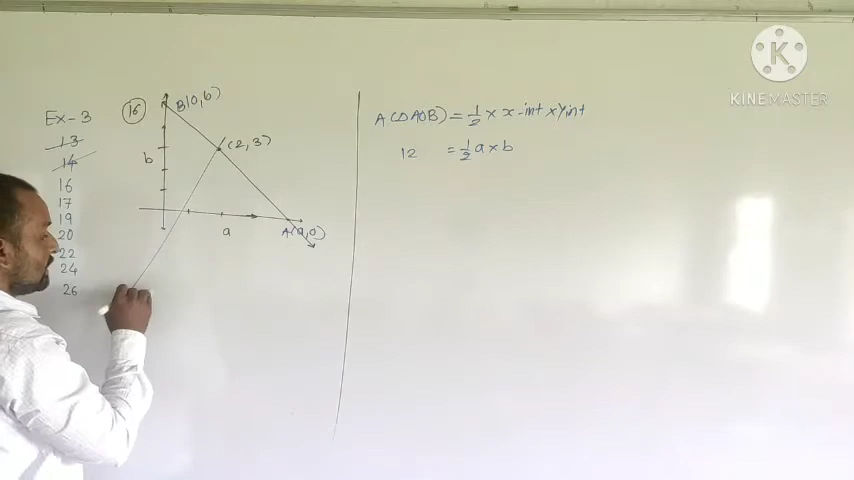 Ex-3
13
14
16
17
19
20
22
24
26
16
B(0,b)
(2,3)
b
a
A(a,0)
A(△AOB) = 1/2 × x-int × y int
12 = 1/2 a × b
KINEMASTER